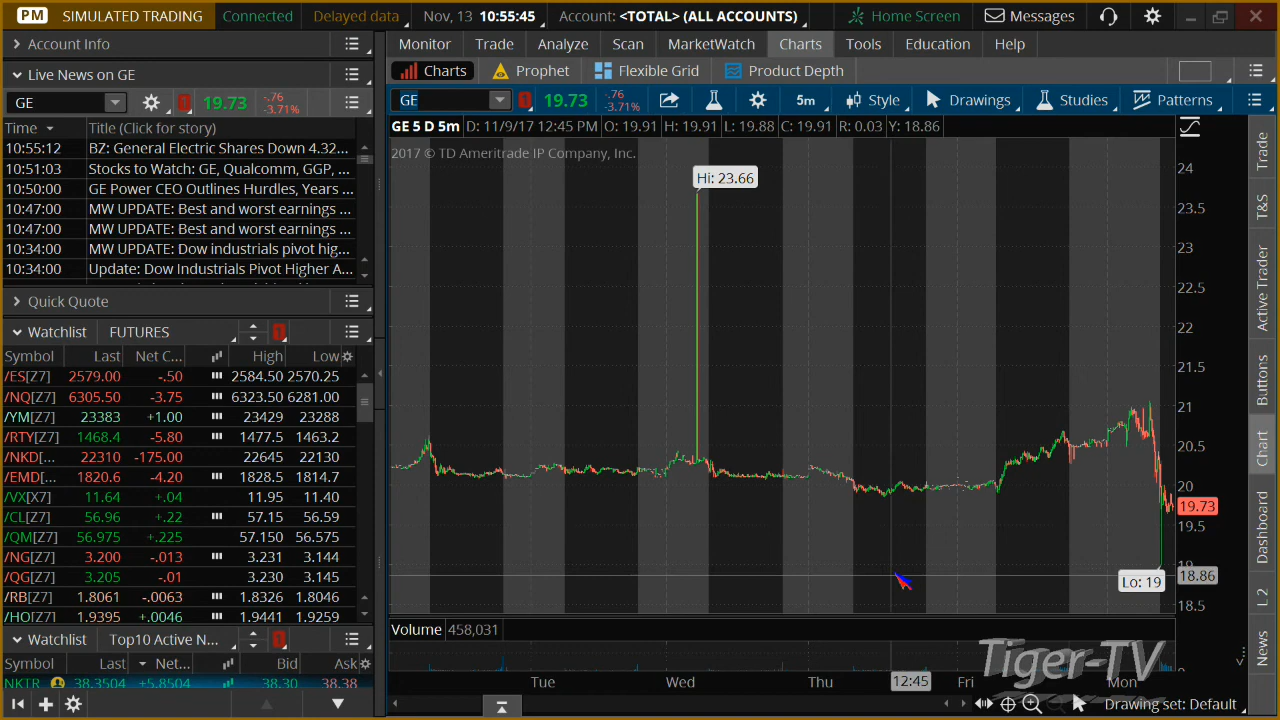 PM SIMULATED TRADING Connected Delayed data Nov, 13 10:55:45 Account: <TOTAL> (ALL ACCOUNTS) Home Screen Messages
Account Info
Monitor Trade Analyze Scan MarketWatch Charts Tools Education Help
Live News on GE
Charts Prophet Flexible Grid Product Depth
GE 1 19.73 -.76 -3.71%
GE 1 19.73 -.76 -3.71% 5m Style Drawings Studies Patterns
Time Title (Click for story)
10:55:12 BZ: General Electric Shares Down 4.32...
10:51:03 Stocks to Watch: GE, Qualcomm, GGP, ...
10:50:00 GE Power CEO Outlines Hurdles, Years ...
10:47:00 MW UPDATE: Best and worst earnings ...
10:47:00 MW UPDATE: Best and worst earnings ...
10:34:00 MW UPDATE: Dow industrials pivot hig...
10:34:00 Update: Dow Industrials Pivot Higher A...
Quick Quote
Watchlist FUTURES 1
Symbol Last Net C... High Low
/ES[Z7] 2579.00 -.50 2584.50 2570.25
/NQ[Z7] 6305.50 -3.75 6323.50 6281.00
/YM[Z7] 23383 +1.00 23429 23288
/RTY[Z7] 1468.4 -5.80 1477.5 1463.2
/NKD[... 22310 -175.00 22645 22130
/EMD[... 1820.6 -4.20 1828.5 1814.7
/VX[X7] 11.64 +.04 11.95 11.40
/CL[Z7] 56.96 +.22 57.15 56.59
/QM[Z7] 56.975 +.225 57.150 56.575
/NG[Z7] 3.200 -.013 3.231 3.144
/QG[Z7] 3.205 -.01 3.230 3.145
/RB[Z7] 1.8061 -.0063 1.8326 1.8046
/HO[Z7] 1.9395 +.0046 1.9441 1.9259
Watchlist Top10 Active N... 1
Symbol Last Net... Bid Ask
NKTR 38.3504 +5.8504 38.30 38.38
GE 5 D 5m D: 11/9/17 12:45 PM O: 19.91 H: 19.91 L: 19.88 C: 19.91 R: 0.03 Y: 18.86
2017 © TD Ameritrade IP Company, Inc.
Hi: 23.66
24
23.5
23
22.5
22
21.5
21
20.5
20
19.73
19.5
19
18.86
Lo: 19
18.5
Volume 458,031
Tiger-TV
Tue Wed Thu 12:45 Fri Mon
Drawing set: Default
Trade
T&S
Active Trader
Buttons
Chart
Dashboard
L 2
News